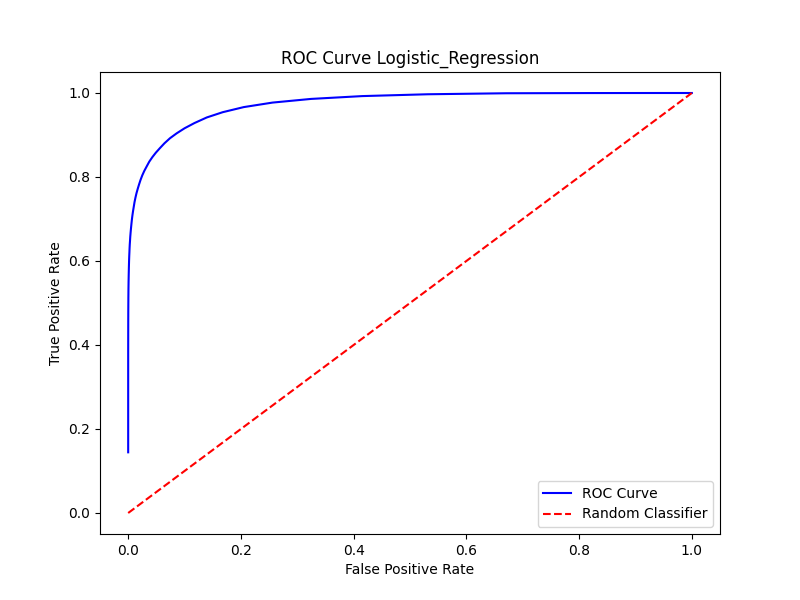 ROC Curve Logistic_Regression
True Positive Rate
1.0
0.8
0.6
0.4
0.2
0.0
0.0 0.2 0.4 0.6 0.8 1.0
False Positive Rate
ROC Curve
Random Classifier